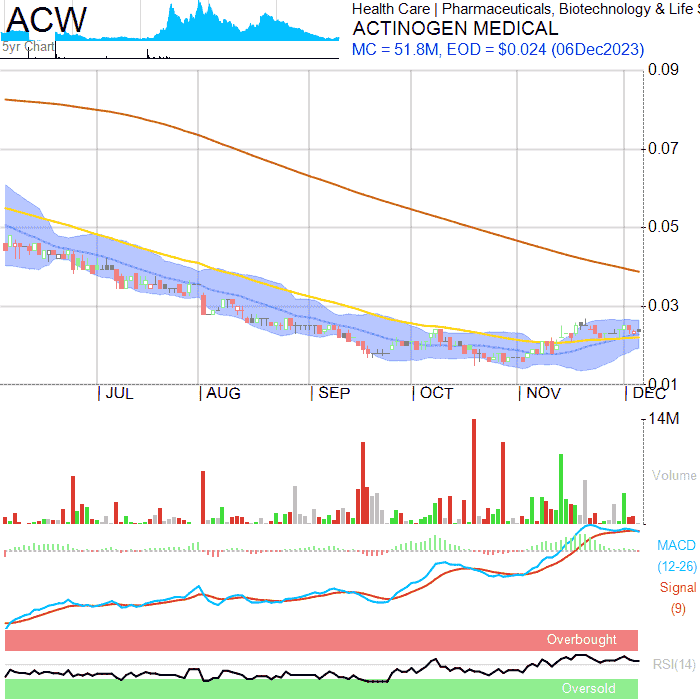 ACW
5yr Chart
Health Care | Pharmaceuticals, Biotechnology & Life S
ACTINOGEN MEDICAL
MC = 51.8M, EOD = $0.024 (06Dec2023)
0.09
0.07
0.05
0.03
0.01
JUL AUG SEP OCT NOV DEC
14M
Volume
MACD
(12-26)
Signal
(9)
Overbought
RSI(14)
Oversold